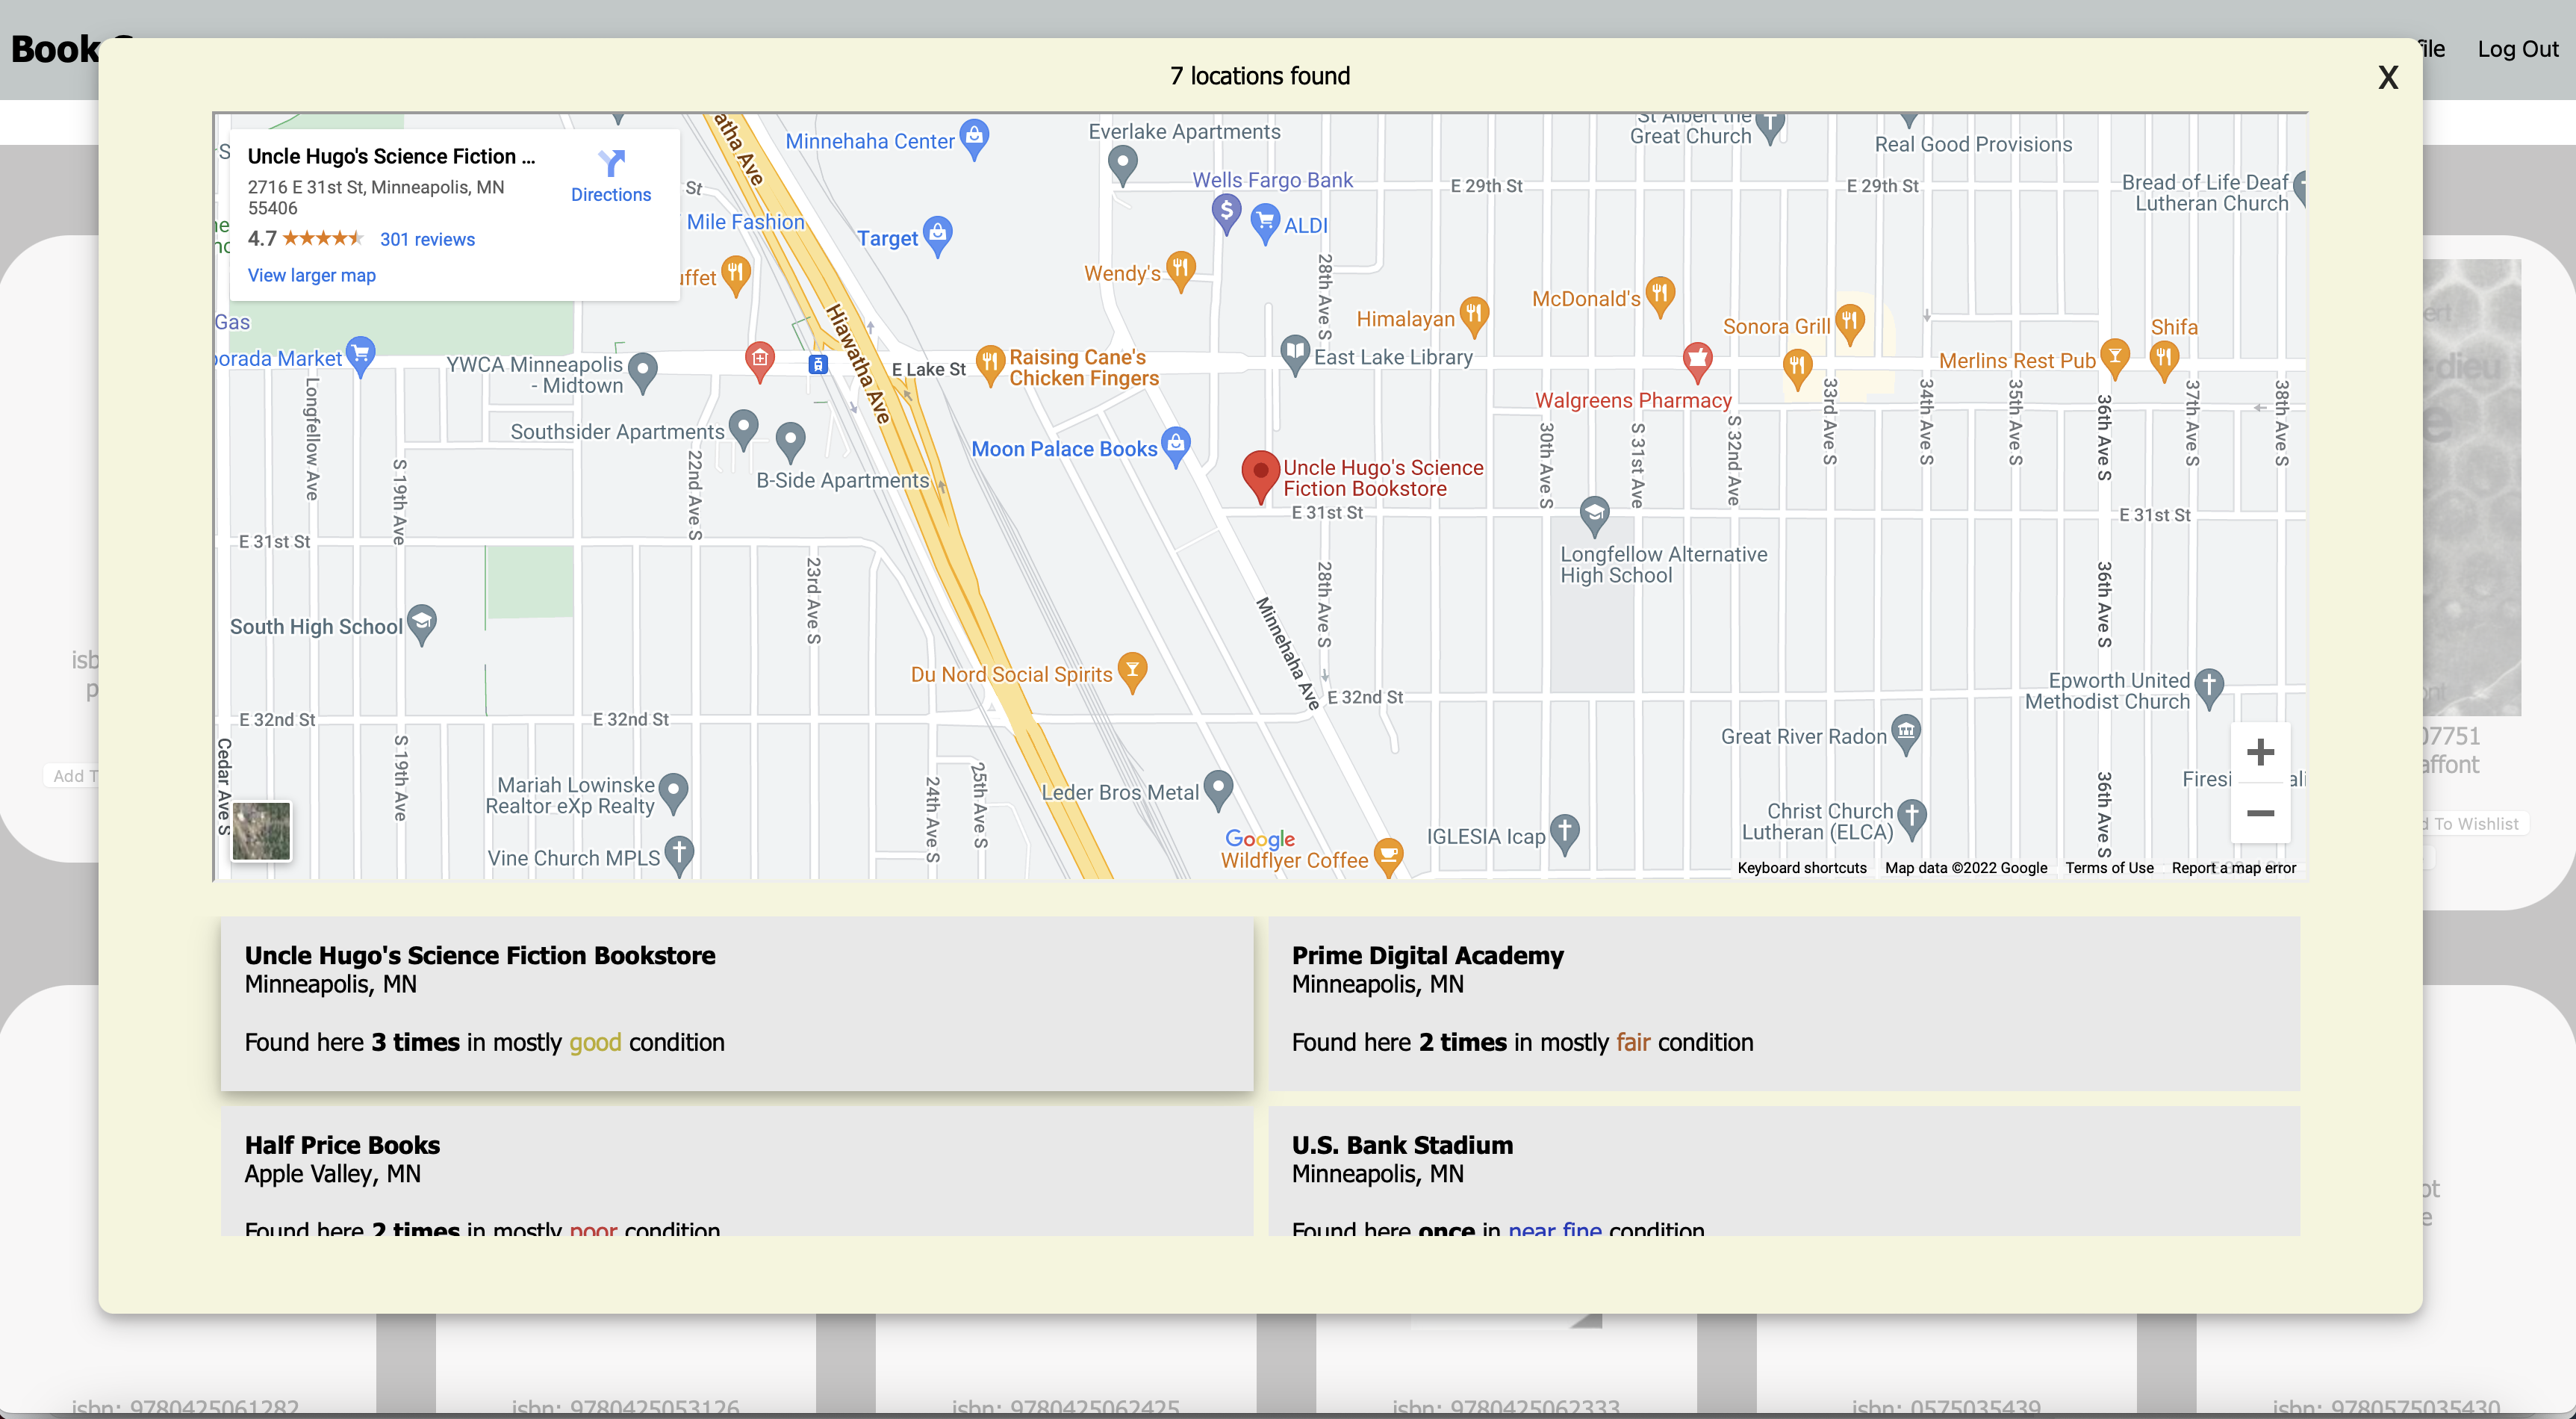 Book
Log Out
7 locations found
X
Uncle Hugo's Science Fiction ...
2716 E 31st St, Minneapolis, MN
55406
4.7
301 reviews
View larger map
Directions
Minnehaha Center
Everlake Apartments
St Albert the
Great Church
Real Good Provisions
Wells Fargo Bank
E 29th St
E 29th St
Bread of Life Deaf
Lutheran Church
St
Mile Fashion
Target
ALDI
Wendy's
28th Ave S
Himalayan
McDonald's
Sonora Grill
Shifa
Gas
Market
YWCA Minneapolis
- Midtown
Hiawatha Ave
E Lake St
Raising Cane's
Chicken Fingers
East Lake Library
Merlins Rest Pub
Walgreens Pharmacy
Longfellow Ave
S 19th Ave
Southsider Apartments
22nd Ave S
B-Side Apartments
Moon Palace Books
Uncle Hugo's Science
Fiction Bookstore
30th Ave S
S 31st Ave
S 32nd Ave
33rd Ave S
34th Ave S
35th Ave S
36th Ave S
37th Ave S
38th Ave S
E 31st St
E 31st St
E 31st St
Longfellow Alternative
High School
23rd Ave S
28th Ave S
36th Ave S
South High School
Minnehaha Ave
Du Nord Social Spirits
E 32nd St
E 32nd St
E 32nd St
Epworth United
Methodist Church
Cedar Ave S
S 19th Ave
Great River Radon
Mariah Lowinske
Realtor eXp Realty
24th Ave S
25th Ave S
Leder Bros Metal
36th Ave S
Christ Church
Lutheran (ELCA)
Vine Church MPLS
Google
Wildflyer Coffee
IGLESIA Icap
Keyboard shortcuts
Map data ©2022 Google
Terms of Use
Report a map error
To Wishlist
Uncle Hugo's Science Fiction Bookstore
Minneapolis, MN
Found here 3 times in mostly good condition
Prime Digital Academy
Minneapolis, MN
Found here 2 times in mostly fair condition
Half Price Books
Apple Valley, MN
Found here 2 times in mostly poor condition
U.S. Bank Stadium
Minneapolis, MN
Found here once in near fine condition
isbn: 9780425061282
isbn: 9780425053126
isbn: 9780425062425
isbn: 9780425062333
isbn: 0575035439
isbn: 9780575035430